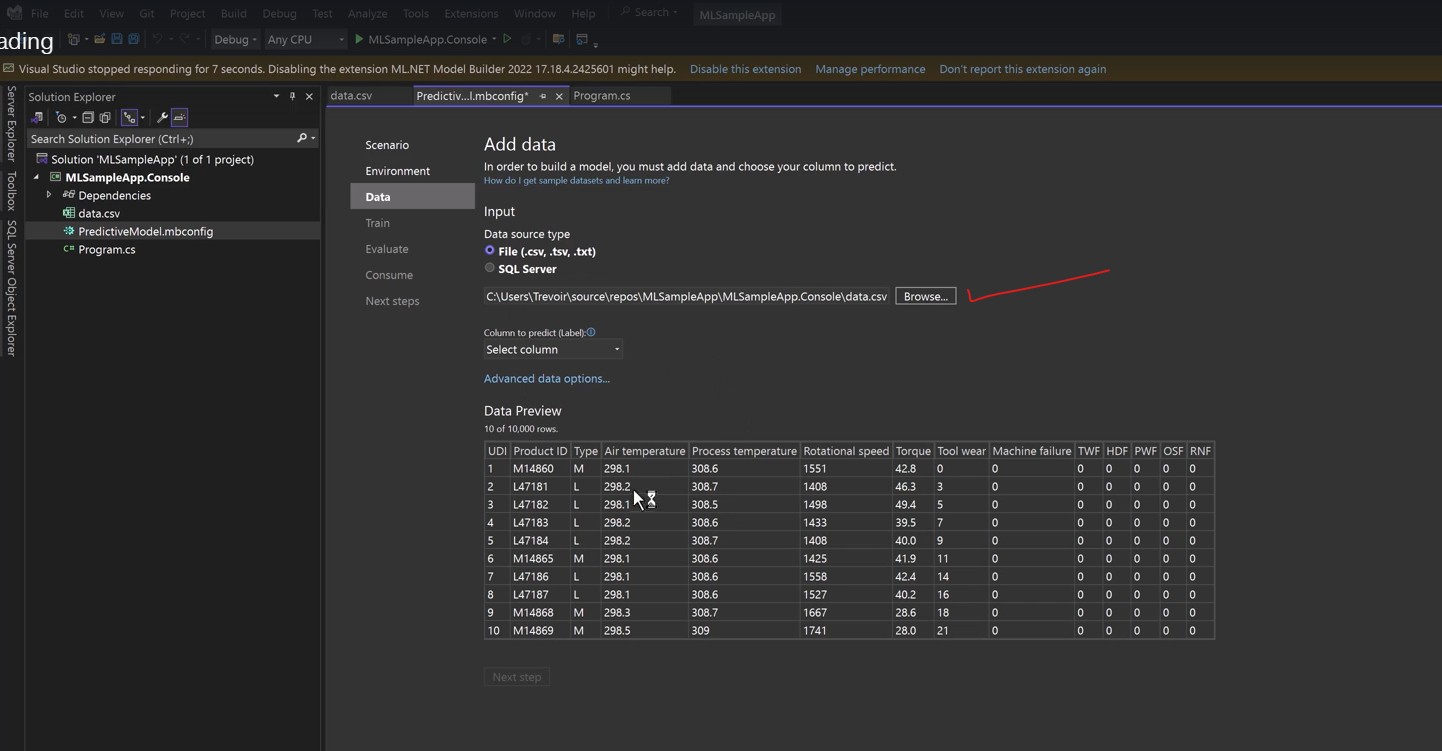 File Edit View Git Project Build Debug Test Analyze Tools Extensions Window Help Search MLSampleApp
ading
Debug Any CPU MLSampleApp.Console
Visual Studio stopped responding for 7 seconds. Disabling the extension ML.NET Model Builder 2022 17.18.4.2425601 might help. Disable this extension Manage performance Don't report this extension again
Server Explorer
Toolbox
SQL Server Object Explorer
Solution Explorer
Search Solution Explorer (Ctrl+;)
Solution 'MLSampleApp' (1 of 1 project)
MLSampleApp.Console
Dependencies
data.csv
PredictiveModel.mbconfig
Program.cs
data.csv Predictiv...l.mbconfig* Program.cs
Scenario
Environment
Data
Train
Evaluate
Consume
Next steps
Add data
In order to build a model, you must add data and choose your column to predict.
How do I get sample datasets and learn more?
Input
Data source type
File (.csv, .tsv, .txt)
SQL Server
C:\Users\Trevoir\source\repos\MLSampleApp\MLSampleApp.Console\data.csv Browse...
Column to predict (Label):
Select column
Advanced data options...
Data Preview
10 of 10,000 rows.
UDI Product ID Type Air temperature Process temperature Rotational speed Torque Tool wear Machine failure TWF HDF PWF OSF RNF
1 M14860 M 298.1 308.6 1551 42.8 0 0 0 0 0 0 0
2 L47181 L 298.2 308.7 1408 46.3 3 0 0 0 0 0 0
3 L47182 L 298.1 308.5 1498 49.4 5 0 0 0 0 0 0
4 L47183 L 298.2 308.6 1433 39.5 7 0 0 0 0 0 0
5 L47184 L 298.2 308.7 1408 40.0 9 0 0 0 0 0 0
6 M14865 M 298.1 308.6 1425 41.9 11 0 0 0 0 0 0
7 L47186 L 298.1 308.6 1558 42.4 14 0 0 0 0 0 0
8 L47187 L 298.1 308.6 1527 40.2 16 0 0 0 0 0 0
9 M14868 M 298.3 308.7 1667 28.6 18 0 0 0 0 0 0
10 M14869 M 298.5 309 1741 28.0 21 0 0 0 0 0 0
Next step